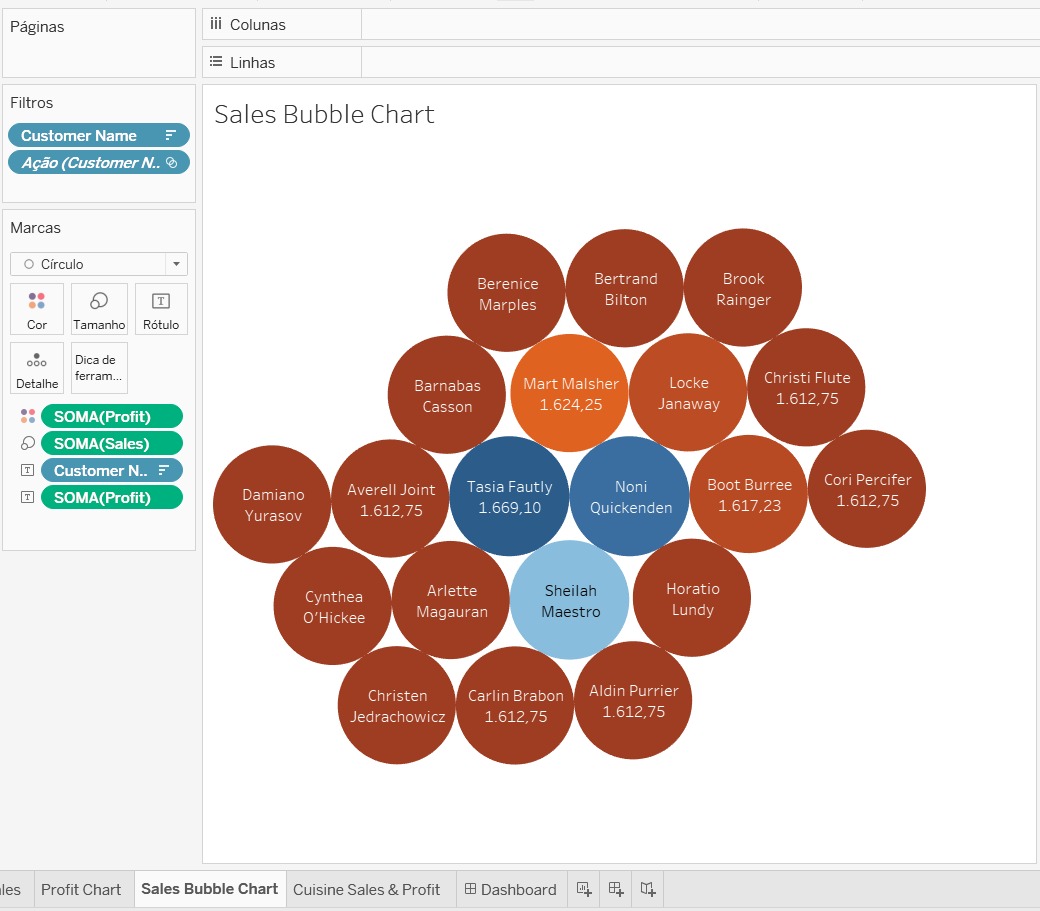 Páginas
Colunas
Linhas
Filtros
Customer Name
Ação (Customer N..
Marcas
Círculo
Cor
Tamanho
T
Rótulo
Detalhe
Dica de
ferram...
SOMA(Profit)
SOMA(Sales)
T
Customer N..
T
SOMA(Profit)
Sales Bubble Chart
Berenice
Marples
Bertrand
Bilton
Brook
Rainger
Barnabas
Casson
Mart Malsher
1.624,25
Locke
Janaway
Christi Flute
1.612,75
Damiano
Yurasov
Averell Joint
1.612,75
Tasia Fautly
1.669,10
Noni
Quickenden
Boot Burree
1.617,23
Cori Percifer
1.612,75
Cynthea
O'Hickee
Arlette
Magauran
Sheilah
Maestro
Horatio
Lundy
Christen
Jedrachowicz
Carlin Brabon
1.612,75
Aldin Purrier
1.612,75
les
Profit Chart
Sales Bubble Chart
Cuisine Sales & Profit
Dashboard